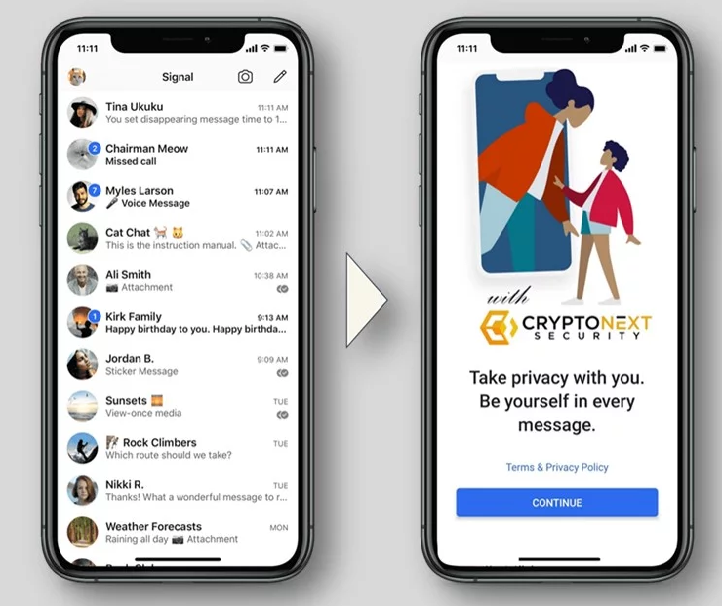 11:11
Signal
Tina Ukuku
11:11 AM
You set disappearing message time to 1...
2
Chairman Meow
11:11 AM
Missed call
7
Myles Larson
11:07 AM
🎤 Voice Message
Cat Chat 🐈 🐱
11:02 AM
This is the instruction manual. 📎 Attac...
Ali Smith
10:38 AM
📷 Attachment
1
Kirk Family
9:13 AM
Happy birthday to you. Happy birthda...
Jordan B.
9:09 AM
Sticker Message
Sunsets 🌅
TUE
View-once media
🧗 Rock Climbers
TUE
Which route should we take?
Nikki R.
TUE
Thanks! What a wonderful message to r...
Weather Forecasts
MON
Raining all day 📷 Attachment
11:11
with
CRYPTONEXT
SECURITY
Take privacy with you.
Be yourself in every
message.
Terms & Privacy Policy
CONTINUE